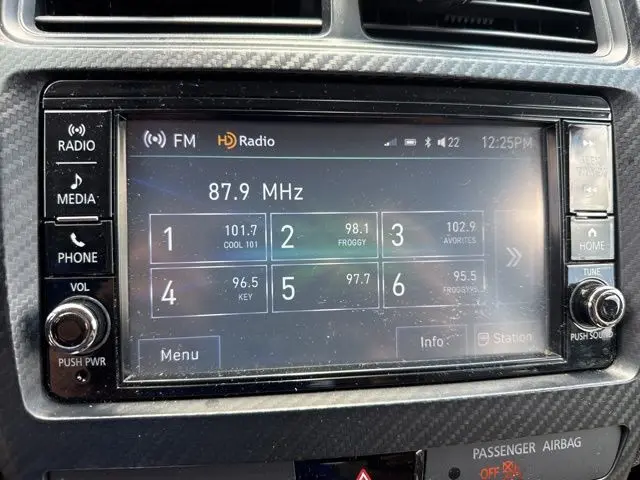 RADIO
MEDIA
PHONE
VOL
PUSH PWR
FM HD Radio 22 12:25PM
87.9 MHz
1 101.7
COOL 101
2 98.1
FROGGY
3 102.9
AVORITES
4 96.5
KEY
5 97.7
6 95.5
Menu
Info
Station
HOME
TUNE
PUSH SOUND
PASSENGER AIRBAG
OFF